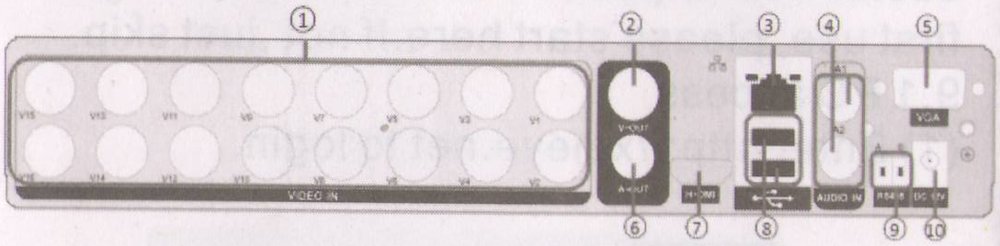 ① ② ③ ④ ⑤
A1
V15 V13 V11 V9 V7 V5 V3 V1
V-OUT
A2
VGA
A B
V16 V14 V12 V10 V8 V6 V4 V2
A-OUT
HDMI
AUDIO IN
RS485
DC 12V
VIDEO IN
⑥ ⑦ ⑧ ⑨ ⑩